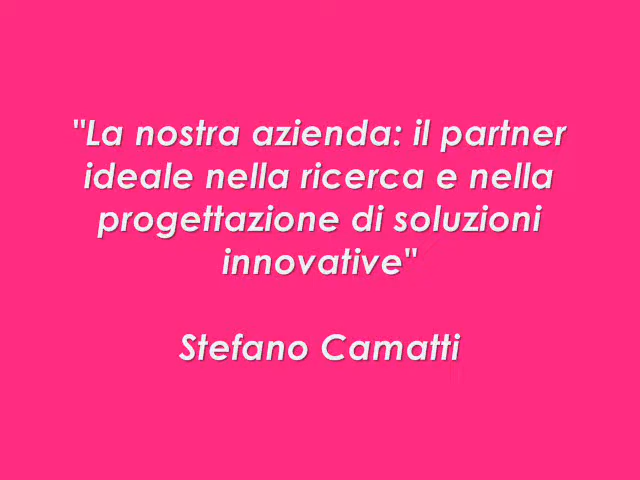 "La nostra azienda: il partner
ideale nella ricerca e nella
progettazione di soluzioni
innovative"
Stefano Camatti